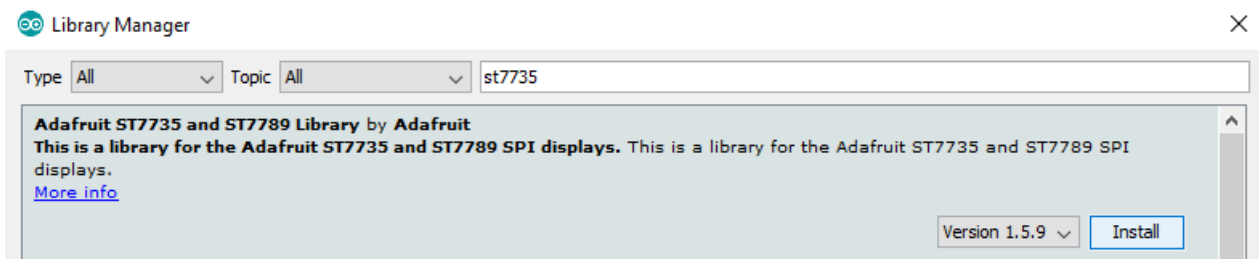 Library Manager
Type All Topic All st7735
Adafruit ST7735 and ST7789 Library by Adafruit
This is a library for the Adafruit ST7735 and ST7789 SPI displays. This is a library for the Adafruit ST7735 and ST7789 SPI
displays.
More info
Version 1.5.9 Install